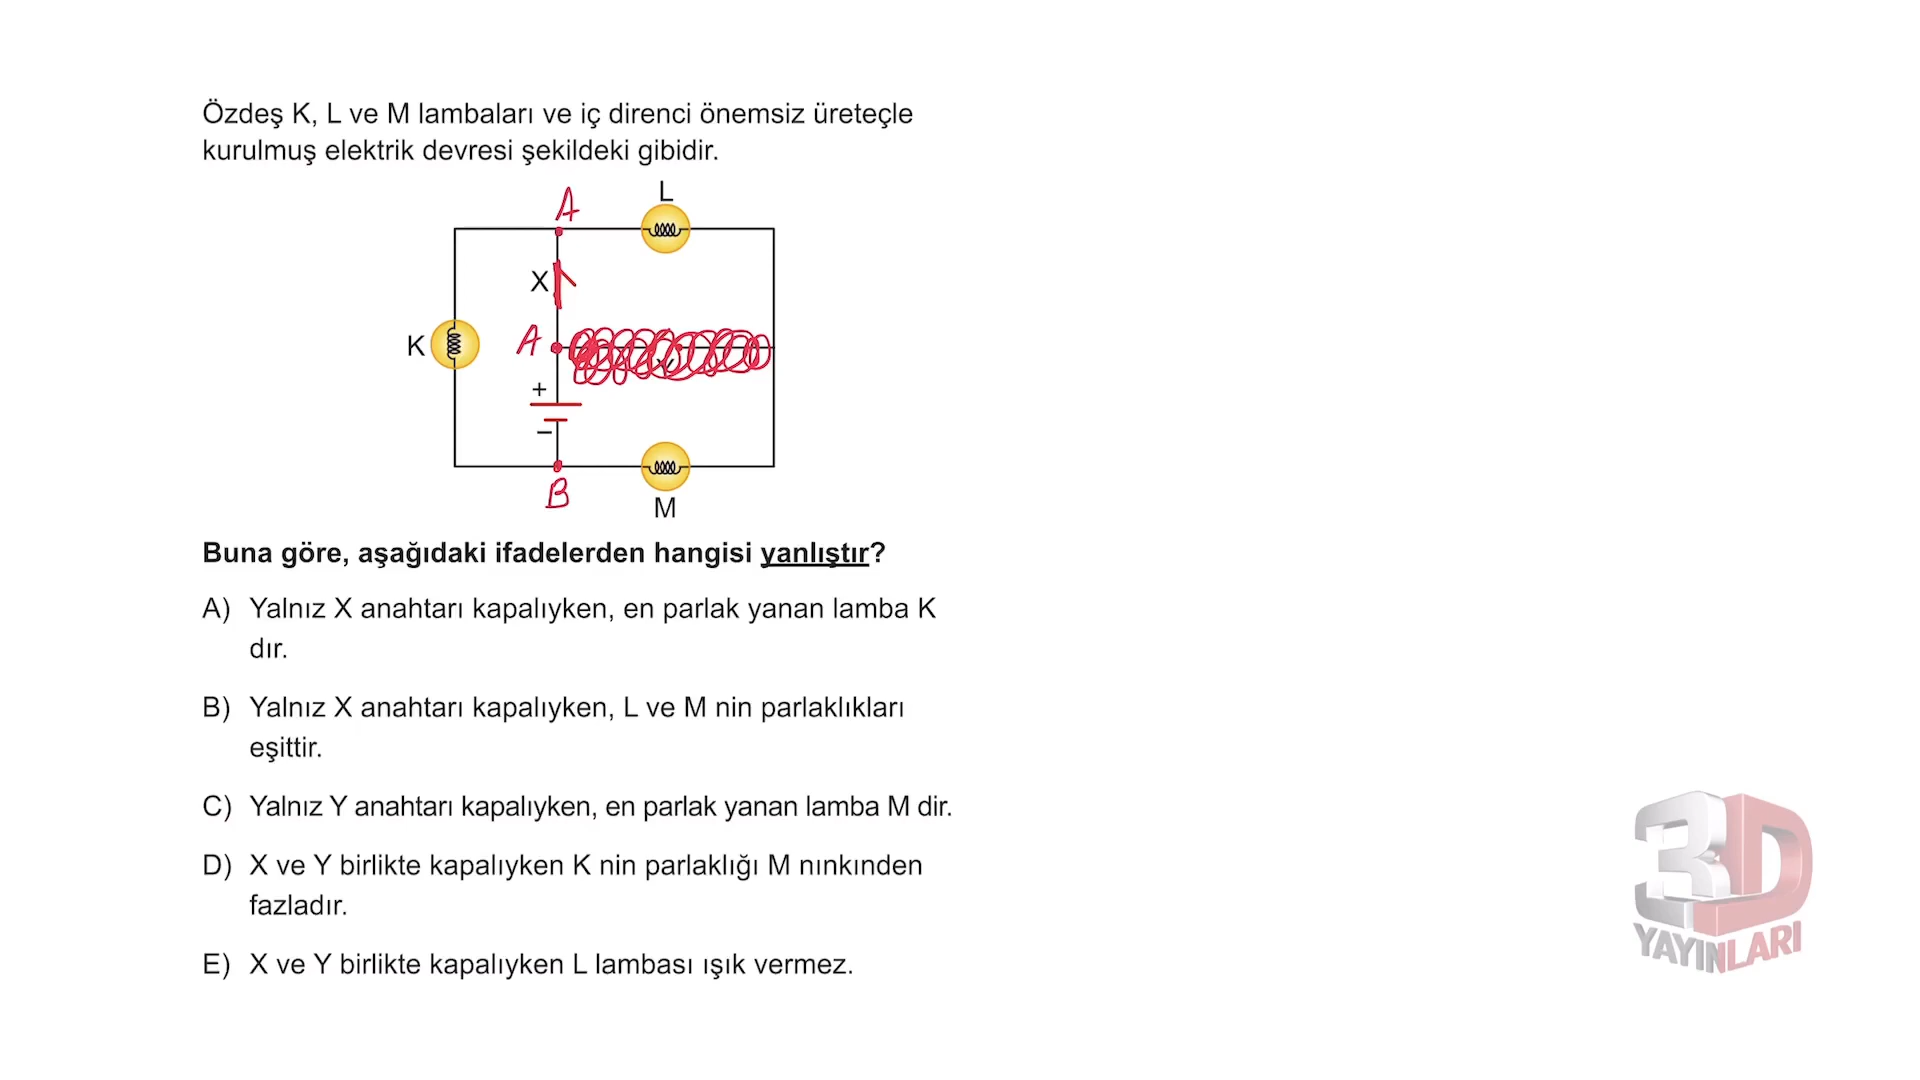 Özdeş K, L ve M lambaları ve iç direnci önemsiz üreteçle
kurulmuş elektrik devresi şekildeki gibidir.
L
A
X
K
A
+
−
B
M
Buna göre, aşağıdaki ifadelerden hangisi yanlıştır?
A) Yalnız X anahtarı kapalıyken, en parlak yanan lamba K
dır.
B) Yalnız X anahtarı kapalıyken, L ve M nin parlaklıkları
eşittir.
C) Yalnız Y anahtarı kapalıyken, en parlak yanan lamba M dir.
D) X ve Y birlikte kapalıyken K nin parlaklığı M nınkınden
fazladır.
E) X ve Y birlikte kapalıyken L lambası ışık vermez.
3D
YAYINLARI